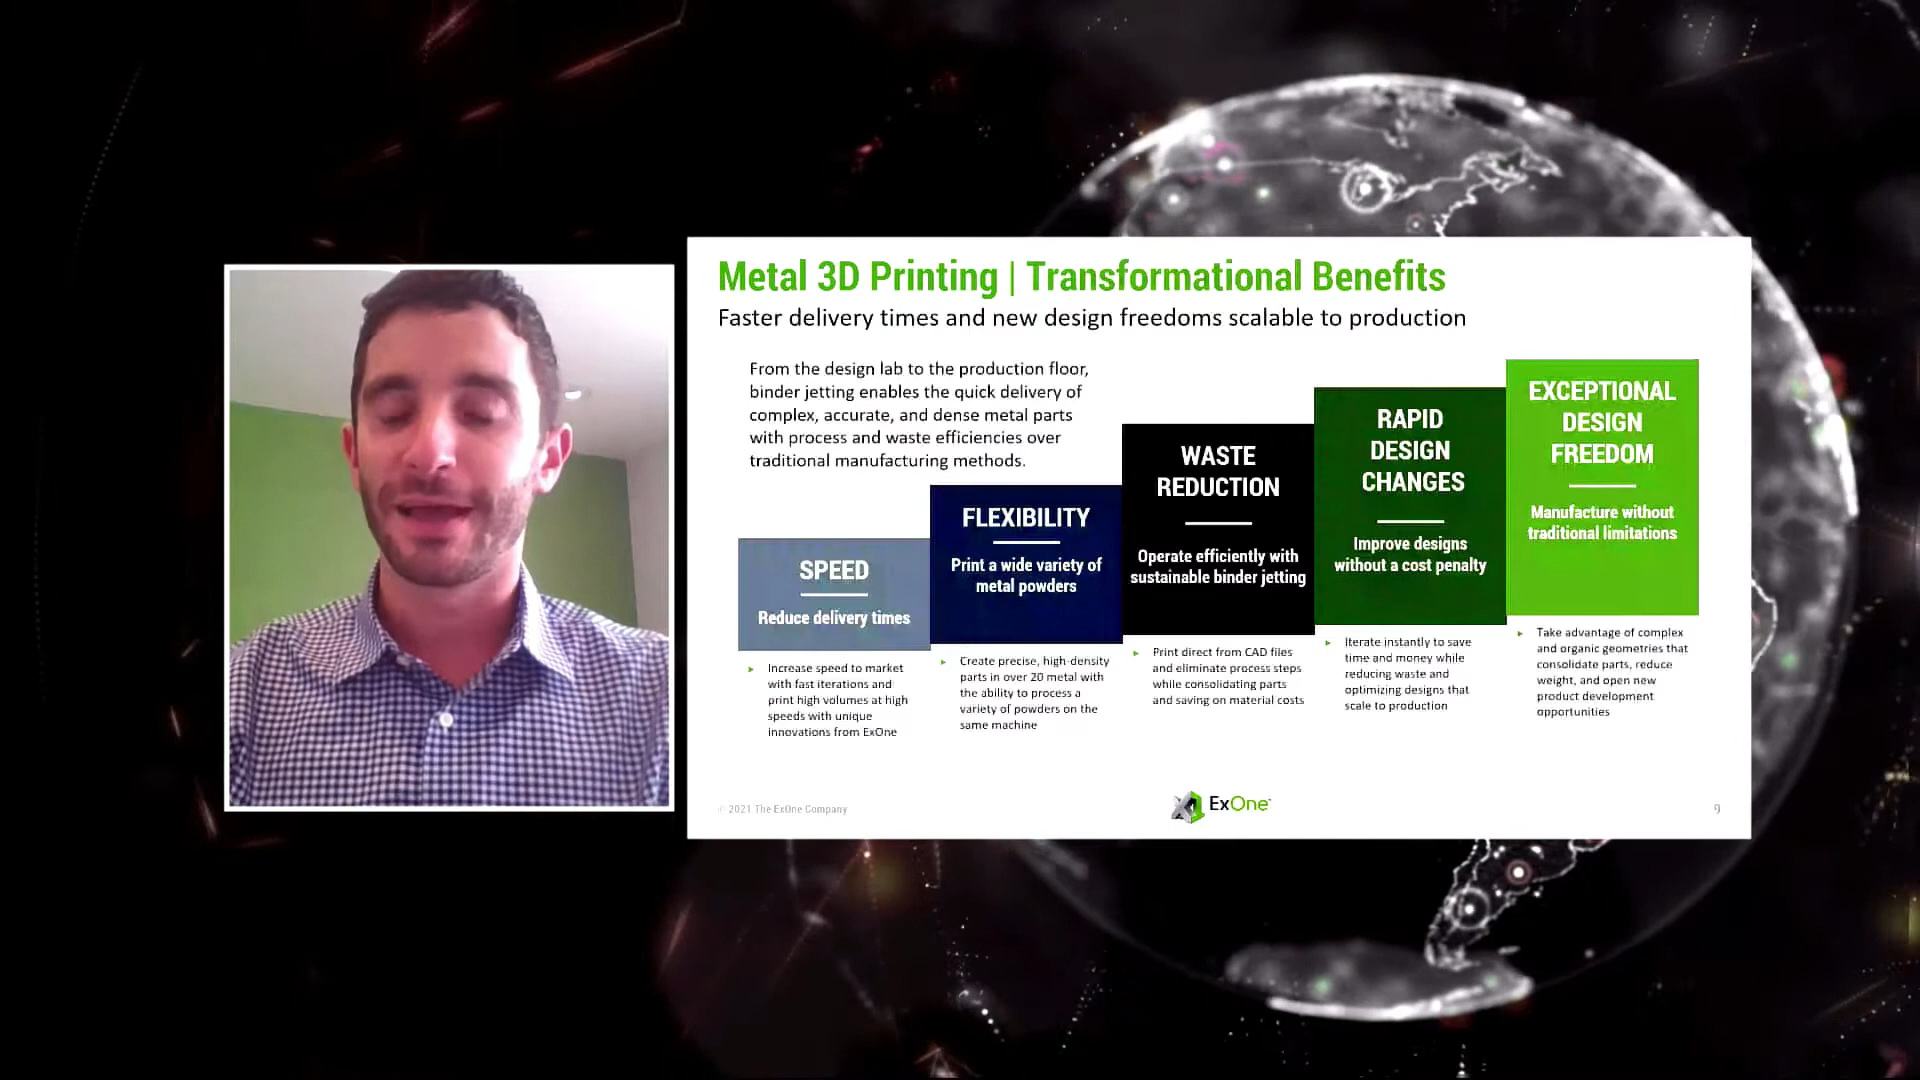 Metal 3D Printing | Transformational Benefits
Faster delivery times and new design freedoms scalable to production
From the design lab to the production floor,
binder jetting enables the quick delivery of
complex, accurate, and dense metal parts
with process and waste efficiencies over
traditional manufacturing methods.
SPEED
Reduce delivery times
Increase speed to market
with fast iterations and
print high volumes at high
speeds with unique
innovations from ExOne
FLEXIBILITY
Print a wide variety of
metal powders
Create precise, high-density
parts in over 20 metal with
the ability to process a
variety of powders on the
same machine
WASTE
REDUCTION
Operate efficiently with
sustainable binder jetting
Print direct from CAD files
and eliminate process steps
while consolidating parts
and saving on material costs
RAPID
DESIGN
CHANGES
Improve designs
without a cost penalty
Iterate instantly to save
time and money while
reducing waste and
optimizing designs that
scale to production
EXCEPTIONAL
DESIGN
FREEDOM
Manufacture without
traditional limitations
Take advantage of complex
and organic geometries that
consolidate parts, reduce
weight, and open new
product development
opportunities
© 2021 The ExOne Company
ExOne
9